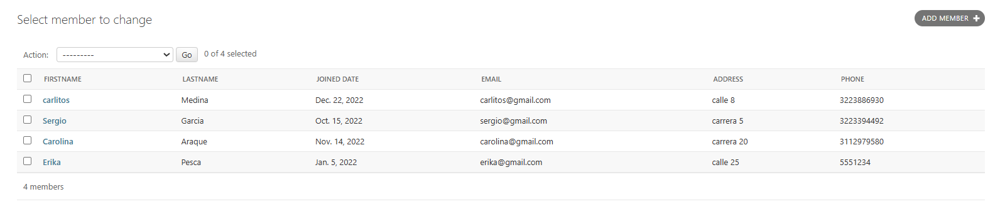 Select member to change
ADD MEMBER +
Action: --------- Go 0 of 4 selected
FIRSTNAME LASTNAME JOINED DATE EMAIL ADDRESS PHONE
carlitos Medina Dec. 22, 2022 carlitos@gmail.com calle 8 3223886930
Sergio Garcia Oct. 15, 2022 sergio@gmail.com carrera 5 3223394492
Carolina Araque Nov. 14, 2022 carolina@gmail.com carrera 20 3112979580
Erika Pesca Jan. 5, 2022 erika@gmail.com calle 25 5551234
4 members